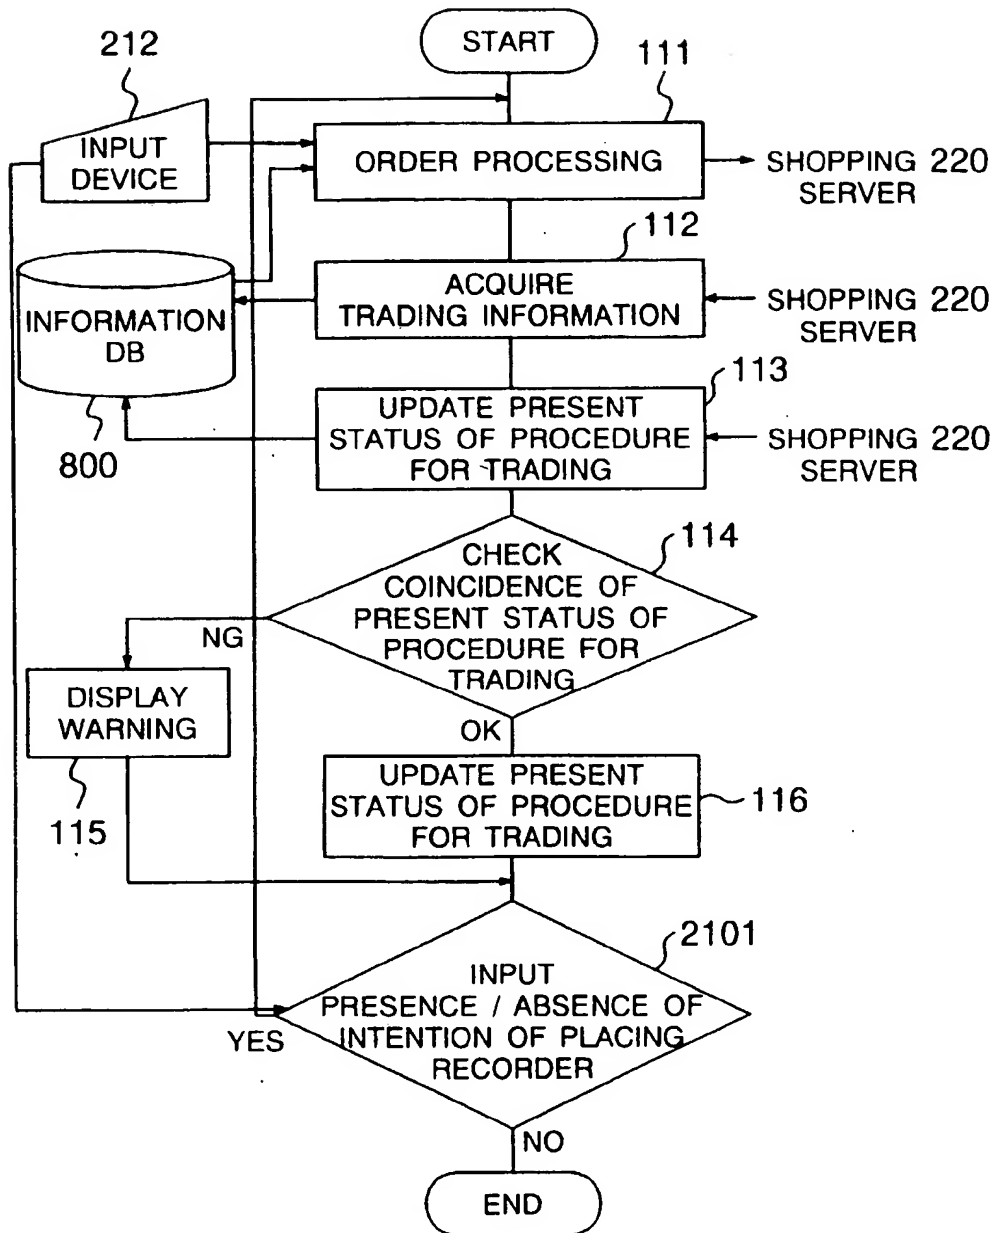 START
212
111
INPUT
DEVICE
ORDER PROCESSING
SHOPPING 220
SERVER
112
ACQUIRE
TRADING INFORMATION
SHOPPING 220
SERVER
INFORMATION
DB
800
113
UPDATE PRESENT
STATUS OF PROCEDURE
FOR TRADING
SHOPPING 220
SERVER
114
CHECK
COINCIDENCE OF
PRESENT STATUS OF
PROCEDURE FOR
TRADING
NG
DISPLAY
WARNING
115
OK
UPDATE PRESENT
STATUS OF PROCEDURE
FOR TRADING
116
2101
INPUT
PRESENCE / ABSENCE OF
INTENTION OF PLACING
RECORDER
YES
NO
END